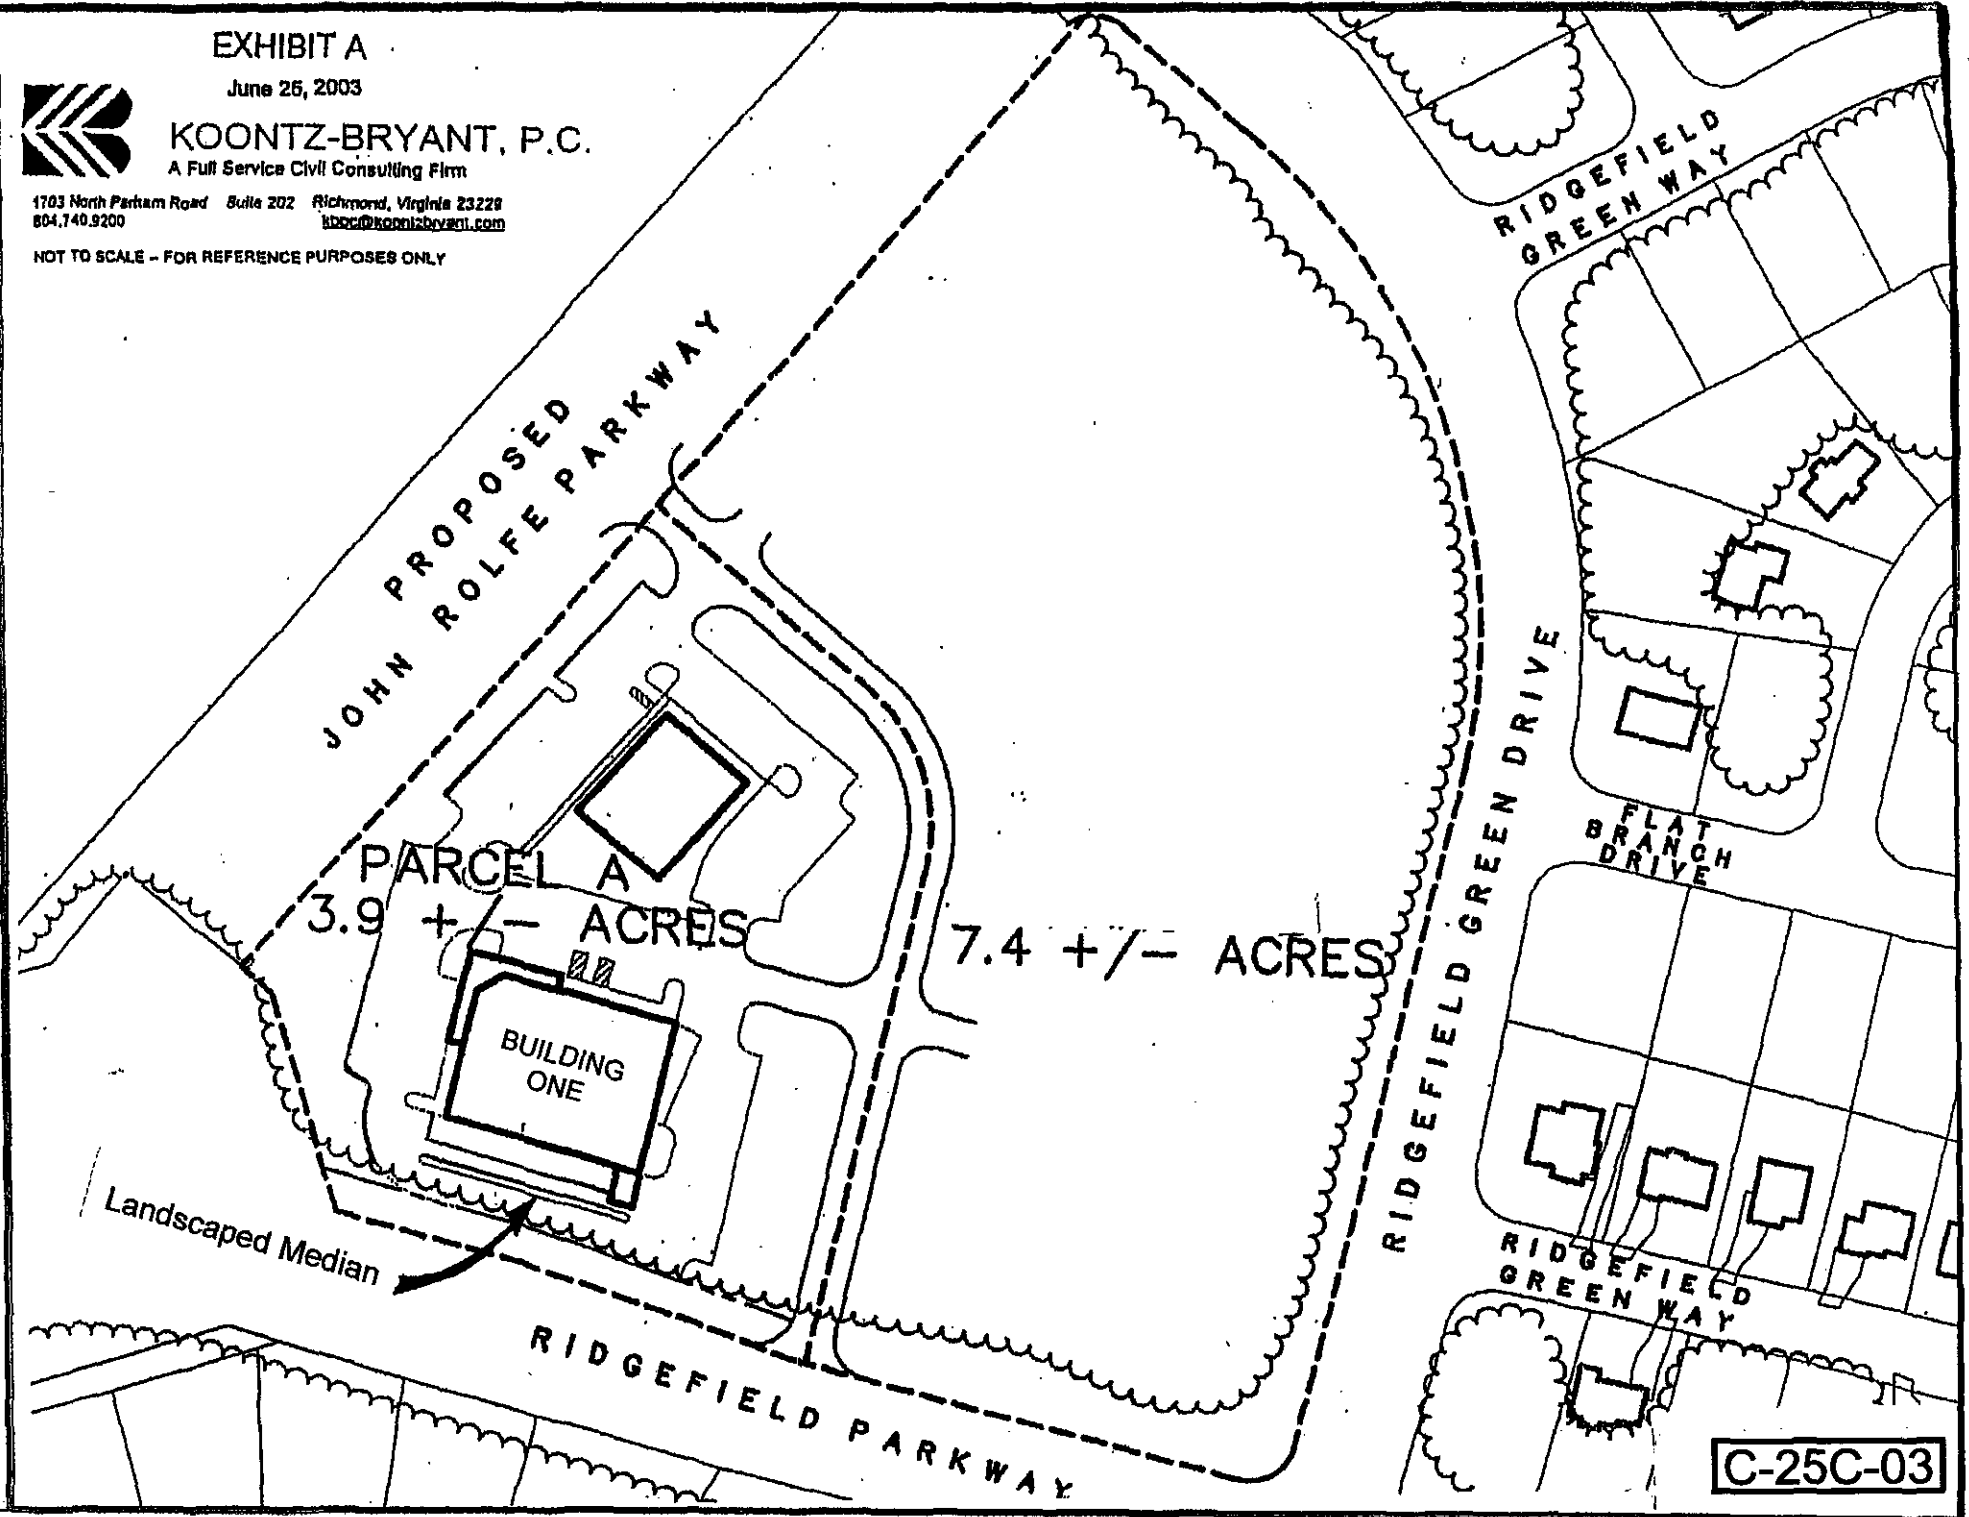 EXHIBIT A
June 26, 2003
KOONTZ-BRYANT, P.C.
A Full Service Civil Consulting Firm
1703 North Parham Road Suite 202 Richmond, Virginia 23229
804.740.9200 kbpc@koontzbryant.com
NOT TO SCALE - FOR REFERENCE PURPOSES ONLY
RIDGEFIELD
GREEN WAY
PROPOSED
JOHN ROLFE PARKWAY
RIDGEFIELD GREEN DRIVE
FLAT
BRANCH
DRIVE
PARCEL A
3.9 + - ACRES
7.4 +/- ACRES
BUILDING
ONE
Landscaped Median
RIDGEFIELD
GREEN WAY
RIDGEFIELD PARKWAY
C-25C-03